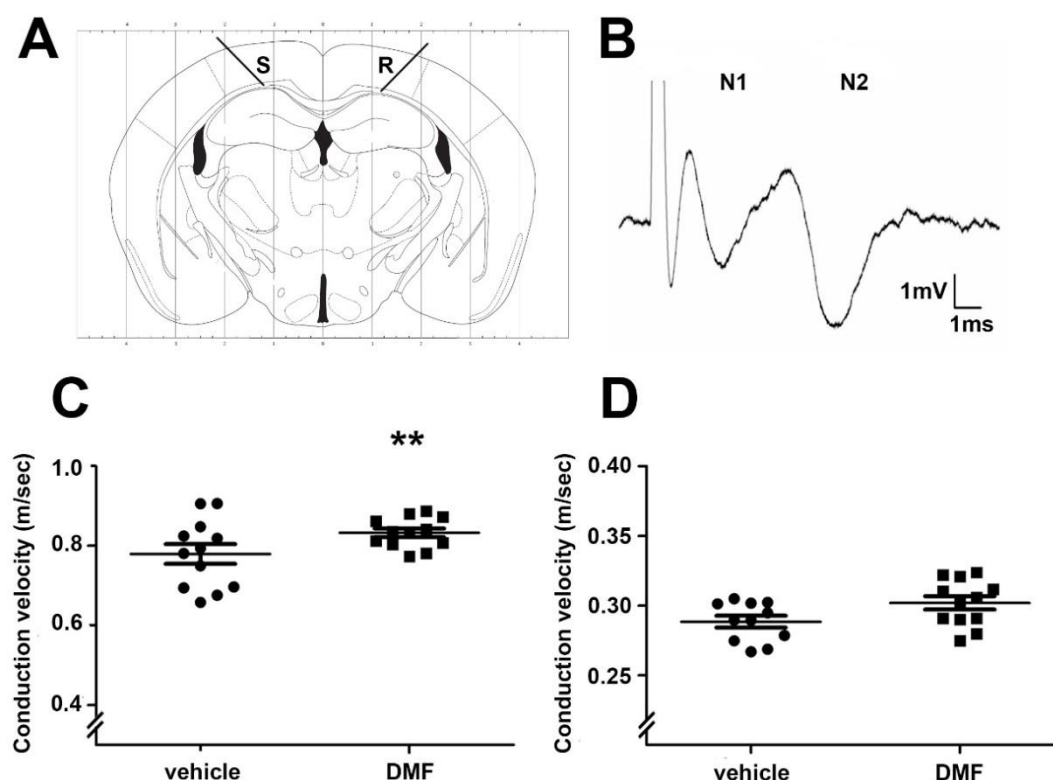 A
S
R
B
N1 N2
1mV
1ms
C
**
Conduction velocity (m/sec)
1.0
0.8
0.6
0.4
vehicle DMF
D
Conduction velocity (m/sec)
0.40
0.35
0.30
0.25
vehicle DMF